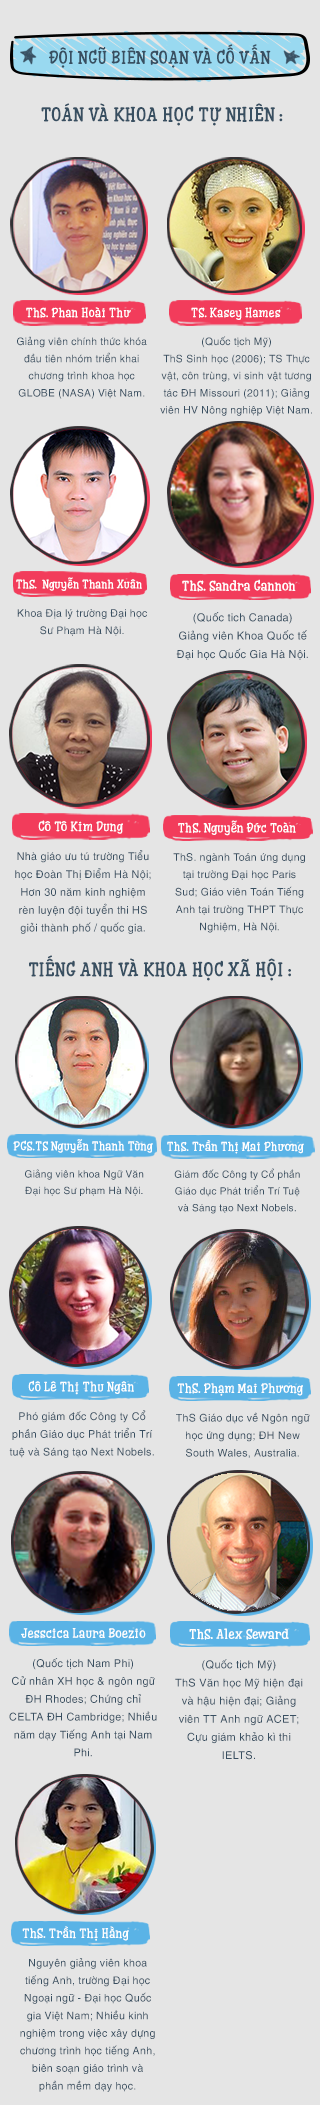 ĐỘI NGŨ BIÊN SOẠN VÀ CỐ VẤN
TOÁN VÀ KHOA HỌC TỰ NHIÊN :
ThS. Phan Hoài Thư
Giảng viên chính thức khóa
đầu tiên nhóm triển khai
chương trình khoa học
GLOBE (NASA) Việt Nam.
TS. Kasey Hames
(Quốc tịch Mỹ)
ThS Sinh học (2006); TS Thực
vật, côn trùng, vi sinh vật tương
tác ĐH Missouri (2011); Giảng
viên HV Nông nghiệp Việt Nam.
ThS. Nguyễn Thanh Xuân
Khoa Địa lý trường Đại học
Sư Phạm Hà Nội.
ThS. Sandra Cannon
(Quốc tich Canada)
Giảng viên Khoa Quốc tế
Đại học Quốc Gia Hà Nội.
Cô Tô Kim Dung
Nhà giáo ưu tú trường Tiểu
học Đoàn Thị Điểm Hà Nội;
Hơn 30 năm kinh nghiệm
rèn luyện đội tuyển thi HS
giỏi thành phố / quốc gia.
ThS. Nguyễn Đức Toàn
ThS. ngành Toán ứng dụng
tại trường Đại học Paris
Sud; Giáo viên Toán Tiếng
Anh tại trường THPT Thực
Nghiệm, Hà Nội.
TIẾNG ANH VÀ KHOA HỌC XÃ HỘI :
PGS.TS Nguyễn Thanh Tùng
Giảng viên khoa Ngữ Văn
Đại học Sư phạm Hà Nội.
ThS. Trần Thị Mai Phương
Giám đốc Công ty Cổ phần
Giáo dục Phát triển Trí Tuệ
và Sáng tạo Next Nobels.
Cô Lê Thị Thu Ngân
Phó giám đốc Công ty Cổ
phần Giáo dục Phát triển Trí
tuệ và Sáng tạo Next Nobels.
ThS. Phạm Mai Phương
ThS Giáo dục về Ngôn ngữ
học ứng dụng; ĐH New
South Wales, Australia.
Jesscica Laura Boezio
(Quốc tịch Nam Phi)
Cử nhân XH học & ngôn ngữ
ĐH Rhodes; Chứng chỉ
CELTA ĐH Cambridge; Nhiều
năm dạy Tiếng Anh tại Nam
Phi.
ThS. Alex Seward
(Quốc tịch Mỹ)
ThS Văn học Mỹ hiện đại
và hậu hiện đại; Giảng
viên TT Anh ngữ ACET;
Cựu giám khảo kì thi
IELTS.
ThS. Trần Thị Hằng
Nguyên giảng viên khoa
tiếng Anh, trường Đại học
Ngoại ngữ - Đại học Quốc
gia Việt Nam; Nhiều kinh
nghiệm trong việc xây dựng
chương trình học tiếng Anh,
biên soạn giáo trình và
phần mềm dạy học.